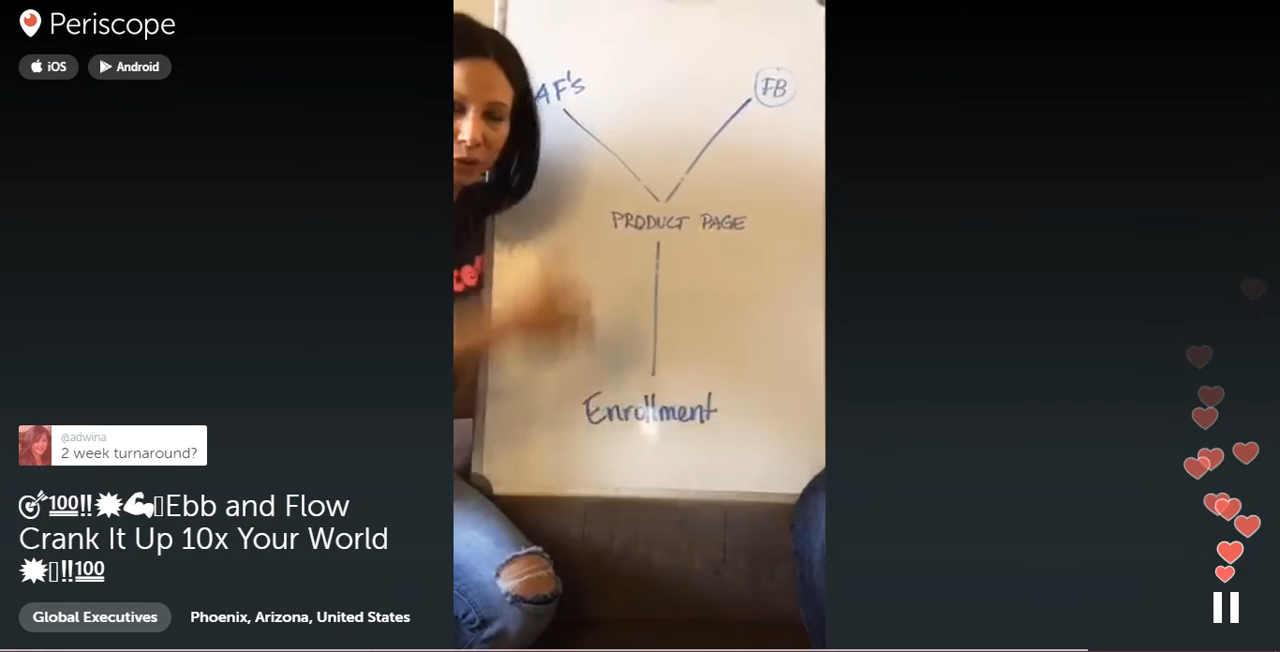 Periscope
iOS
Android
AF's
FB
PRODUCT PAGE
Enrollment
@adwina
2 week turnaround?
🎯💯‼💥💪Ebb and Flow
Crank It Up 10x Your World
💥‼💯
Global Executives
Phoenix, Arizona, United States